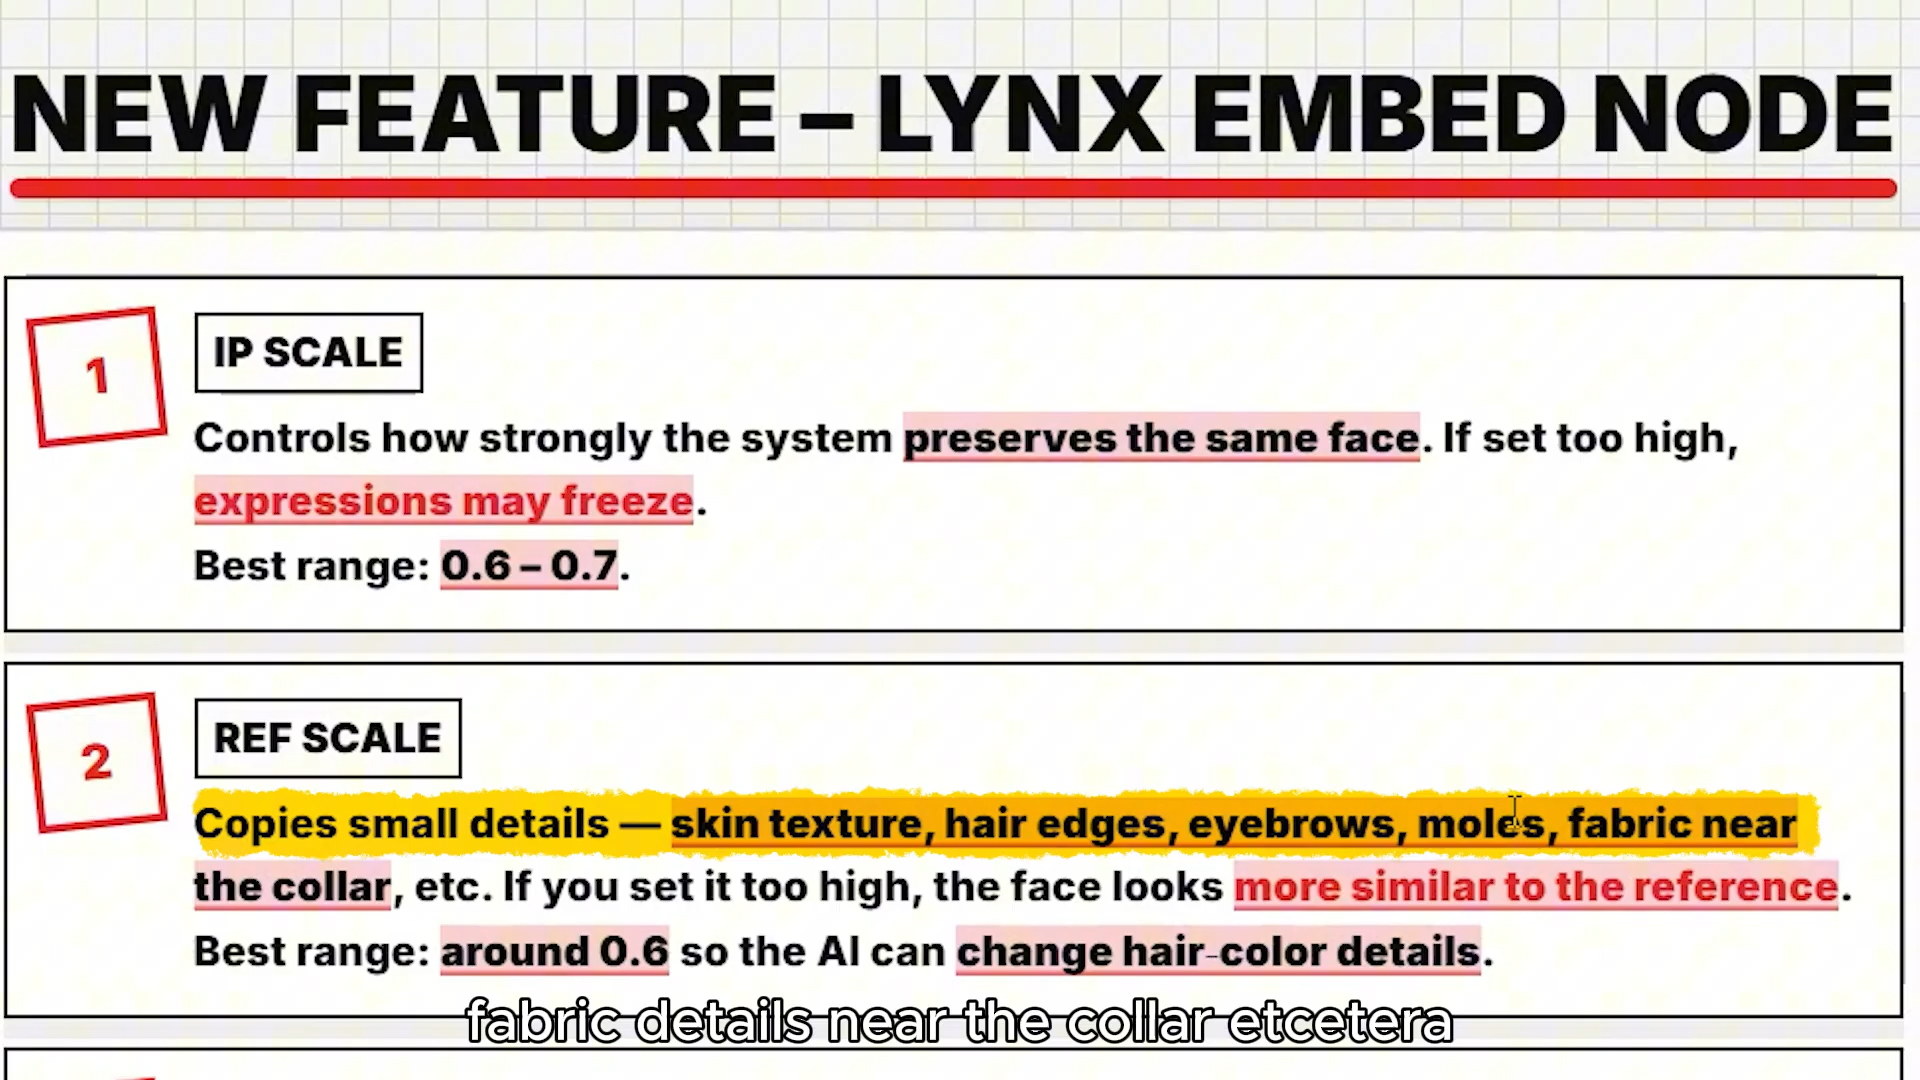 NEW FEATURE – LYNX EMBED NODE
1
IP SCALE
Controls how strongly the system preserves the same face. If set too high,
expressions may freeze.
Best range: 0.6 – 0.7.
2
REF SCALE
Copies small details — skin texture, hair edges, eyebrows, moles, fabric near
the collar, etc. If you set it too high, the face looks more similar to the reference.
Best range: around 0.6 so the AI can change hair-color details.
fabric details near the collar etcetera